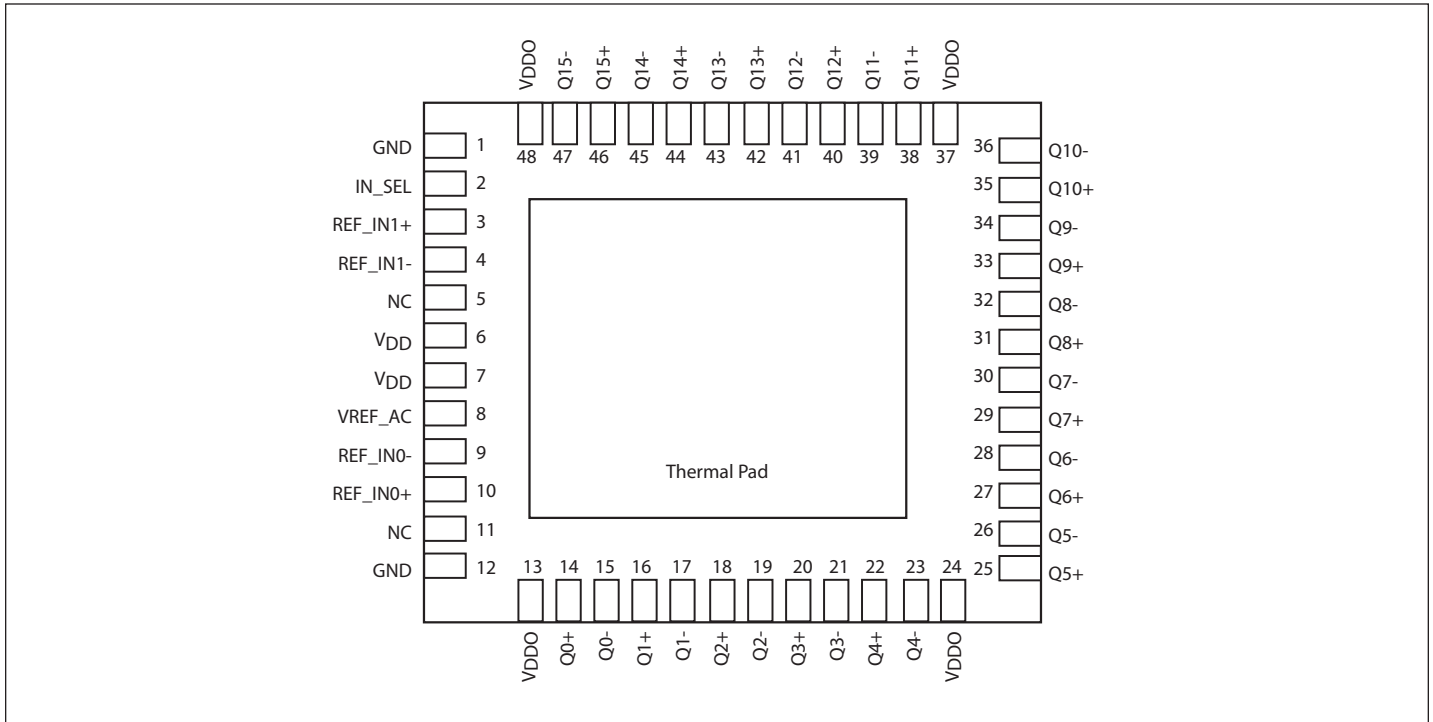 VDDO
Q15-
Q15+
Q14-
Q14+
Q13-
Q13+
Q12-
Q12+
Q11-
Q11+
VDDO
48
47
46
45
44
43
42
41
40
39
38
37
GND 1
IN_SEL 2
REF_IN1+ 3
REF_IN1- 4
NC 5
VDD 6
VDD 7
VREF_AC 8
REF_IN0- 9
REF_IN0+ 10
NC 11
GND 12
Thermal Pad
36 Q10-
35 Q10+
34 Q9-
33 Q9+
32 Q8-
31 Q8+
30 Q7-
29 Q7+
28 Q6-
27 Q6+
26 Q5-
25 Q5+
13
14
15
16
17
18
19
20
21
22
23
24
VDDO
Q0+
Q0-
Q1+
Q1-
Q2+
Q2-
Q3+
Q3-
Q4+
Q4-
VDDO